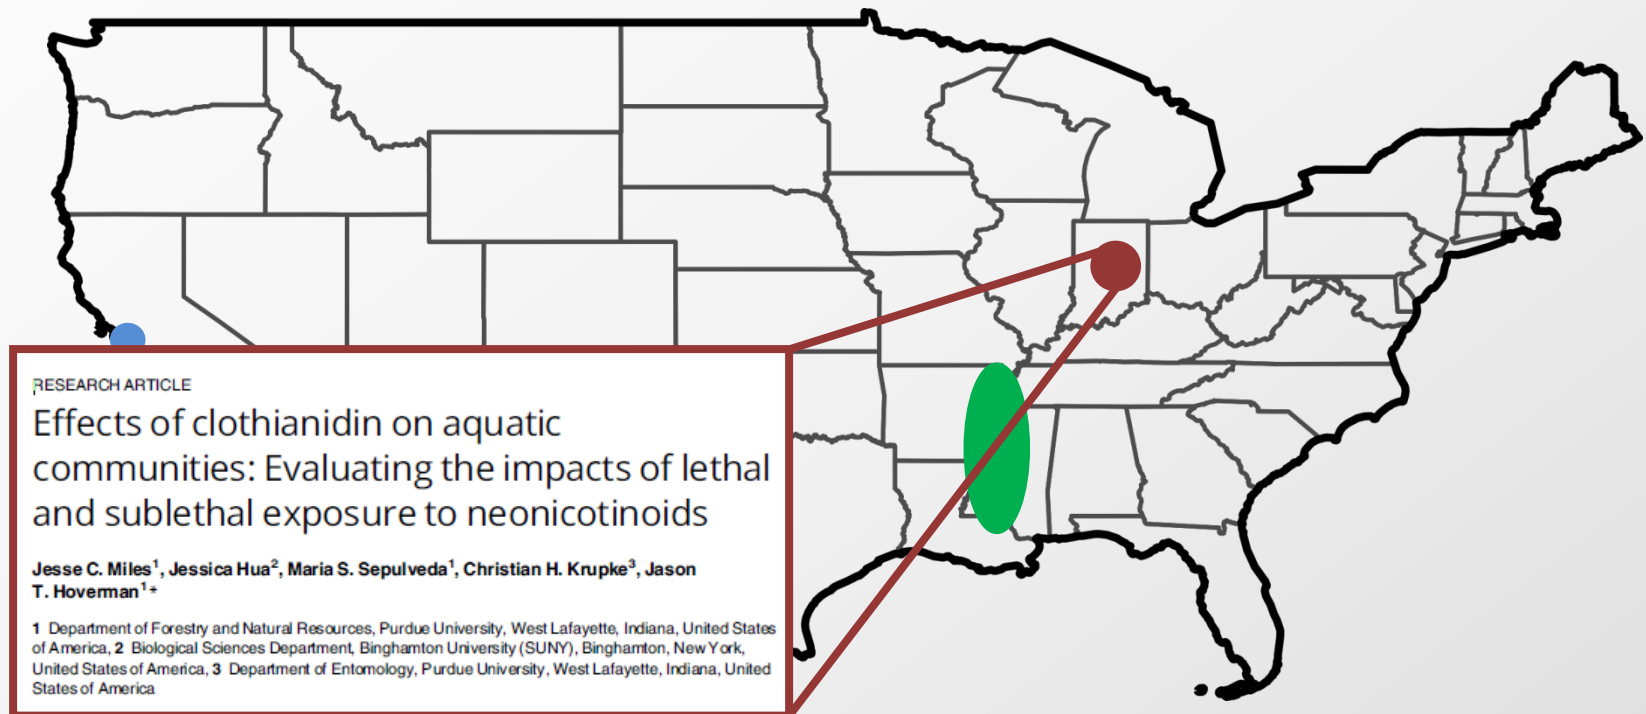 RESEARCH ARTICLE
Effects of clothianidin on aquatic
communities: Evaluating the impacts of lethal
and sublethal exposure to neonicotinoids
Jesse C. Miles1, Jessica Hua2, Maria S. Sepulveda1, Christian H. Krupke3, Jason
T. Hoverman1*
1 Department of Forestry and Natural Resources, Purdue University, West Lafayette, Indiana, United States
of America, 2 Biological Sciences Department, Binghamton University (SUNY), Binghamton, New York,
United States of America, 3 Department of Entomology, Purdue University, West Lafayette, Indiana, United
States of America